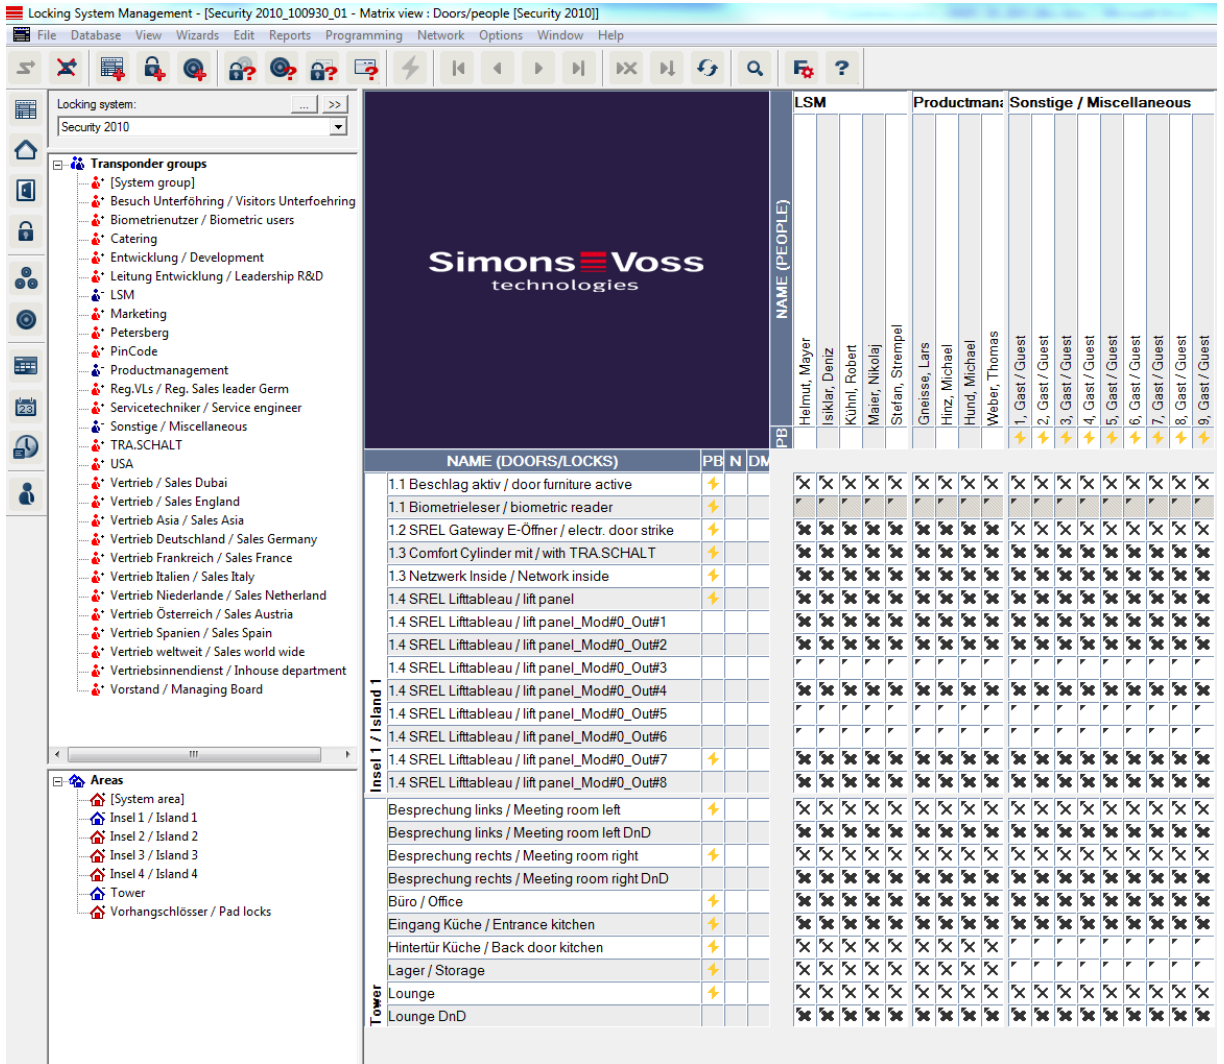 Locking System Management - [Security 2010_100930_01 - Matrix view : Doors/people [Security 2010]]
File Database View Wizards Edit Reports Programming Network Options Window Help
Locking system:
... >>
Security 2010
Transponder groups
[System group]
Besuch Unterföhring / Visitors Unterfoehring
Biometrienutzer / Biometric users
Catering
Entwicklung / Development
Leitung Entwicklung / Leadership R&D
LSM
Marketing
Petersberg
PinCode
Productmanagement
Reg.VLs / Reg. Sales leader Germ
Servicetechniker / Service engineer
Sonstige / Miscellaneous
TRA.SCHALT
USA
Vertrieb / Sales Dubai
Vertrieb / Sales England
Vertrieb Asia / Sales Asia
Vertrieb Deutschland / Sales Germany
Vertrieb Frankreich / Sales France
Vertrieb Italien / Sales Italy
Vertrieb Niederlande / Sales Netherland
Vertrieb Österreich / Sales Austria
Vertrieb Spanien / Sales Spain
Vertrieb weltweit / Sales world wide
Vertriebsinnendienst / Inhouse department
Vorstand / Managing Board
Areas
[System area]
Insel 1 / Island 1
Insel 2 / Island 2
Insel 3 / Island 3
Insel 4 / Island 4
Tower
Vorhangschlösser / Pad locks
Simons Voss
technologies
NAME (PEOPLE)
PB
LSM
Productmana
Sonstige / Miscellaneous
Helmut, Mayer
Isiklar, Deniz
Kühnl, Robert
Maier, Nikolaj
Stefan, Strempel
Gneisse, Lars
Hinz, Michael
Hund, Michael
Weber, Thomas
1, Gast / Guest
2, Gast / Guest
3, Gast / Guest
4, Gast / Guest
5, Gast / Guest
6, Gast / Guest
7, Gast / Guest
8, Gast / Guest
9, Gast / Guest
NAME (DOORS/LOCKS) PB N DM
Insel 1 / Island 1
1.1 Beschlag aktiv / door furniture active
1.1 Biometrieleser / biometric reader
1.2 SREL Gateway E-Öffner / electr. door strike
1.3 Comfort Cylinder mit / with TRA.SCHALT
1.3 Netzwerk Inside / Network inside
1.4 SREL Lifttableau / lift panel
1.4 SREL Lifttableau / lift panel_Mod#0_Out#1
1.4 SREL Lifttableau / lift panel_Mod#0_Out#2
1.4 SREL Lifttableau / lift panel_Mod#0_Out#3
1.4 SREL Lifttableau / lift panel_Mod#0_Out#4
1.4 SREL Lifttableau / lift panel_Mod#0_Out#5
1.4 SREL Lifttableau / lift panel_Mod#0_Out#6
1.4 SREL Lifttableau / lift panel_Mod#0_Out#7
1.4 SREL Lifttableau / lift panel_Mod#0_Out#8
Tower
Besprechung links / Meeting room left
Besprechung links / Meeting room left DnD
Besprechung rechts / Meeting room right
Besprechung rechts / Meeting room right DnD
Büro / Office
Eingang Küche / Entrance kitchen
Hintertür Küche / Back door kitchen
Lager / Storage
Lounge
Lounge DnD